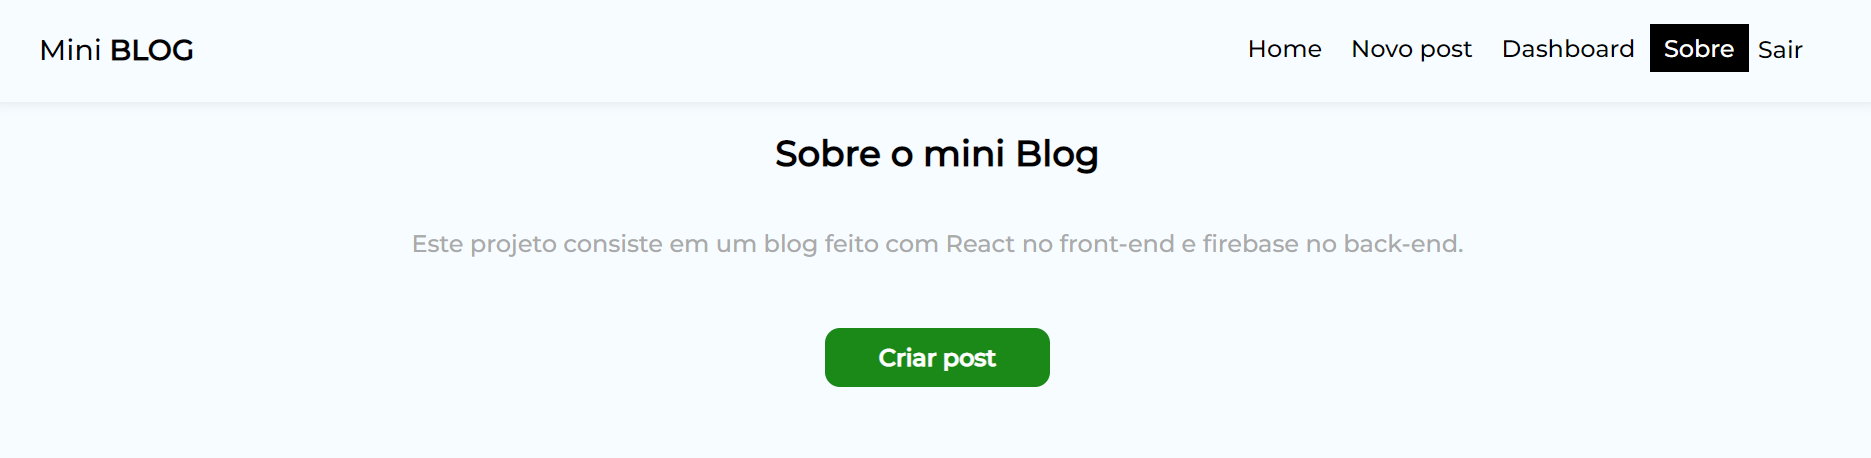 Mini BLOG Home Novo post Dashboard Sobre Sair
Sobre o mini Blog
Este projeto consiste em um blog feito com React no front-end e firebase no back-end.
Criar post